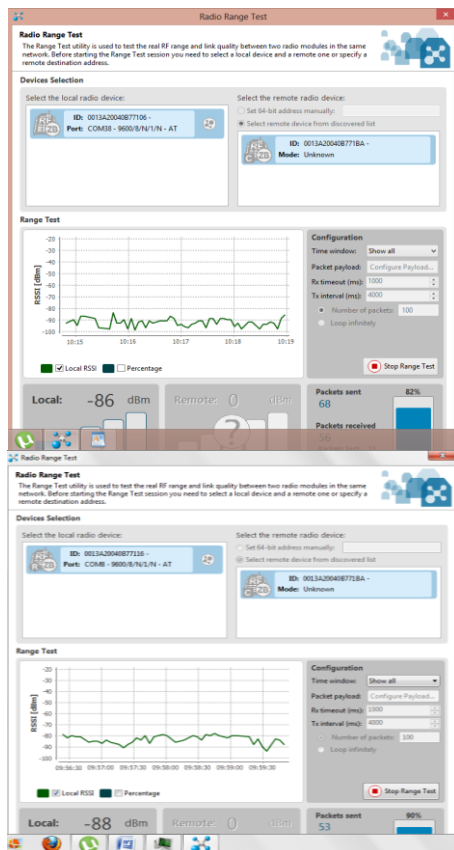 Radio Range Test
Radio Range Test
The Range Test utility is used to test the real RF range and link quality between two radio modules in the same
network. Before starting the Range Test session you need to select a local device and a remote one or specify a
remote destination address.
Devices Selection
Select the local radio device:
ID: 0013A20040B77106 -
Port: COM38 - 9600/8/N/1/N - AT
Select the remote radio device:
Set 64-bit address manually:
Select remote device from discovered list
ID: 0013A20040B771BA -
Mode: Unknown
Range Test
RSSI [dBm]
-20
-30
-40
-50
-60
-70
-80
-90
-100
10:15 10:16 10:17 10:18 10:19
Local RSSI Percentage
Configuration
Time window: Show all
Packet payload: Configure Payload...
Rx timeout (ms): 1000
Tx interval (ms): 4000
Number of packets: 100
Loop infinitely
Stop Range Test
Local: -86 dBm
Remote: 0 dBm
?
Packets sent
68
82%
Packets received
56
Radio Range Test
Radio Range Test
The Range Test utility is used to test the real RF range and link quality between two radio modules in the same
network. Before starting the Range Test session you need to select a local device and a remote one or specify a
remote destination address.
Devices Selection
Select the local radio device:
ID: 0013A20040B77116 -
Port: COM8 - 9600/8/N/1/N - AT
Select the remote radio device:
Set 64-bit address manually:
Select remote device from discovered list
ID: 0013A20040B771BA -
Mode: Unknown
Range Test
RSSI [dBm]
-20
-30
-40
-50
-60
-70
-80
-90
-100
09:56:30 09:57:00 09:57:30 09:58:00 09:58:30 09:59:00 09:59:30
Local RSSI Percentage
Configuration
Time window: Show all
Packet payload: Configure Payload...
Rx timeout (ms): 1000
Tx interval (ms): 4000
Number of packets: 100
Loop infinitely
Stop Range Test
Local: -88 dBm
Remote: 0 dBm
Packets sent
53
90%